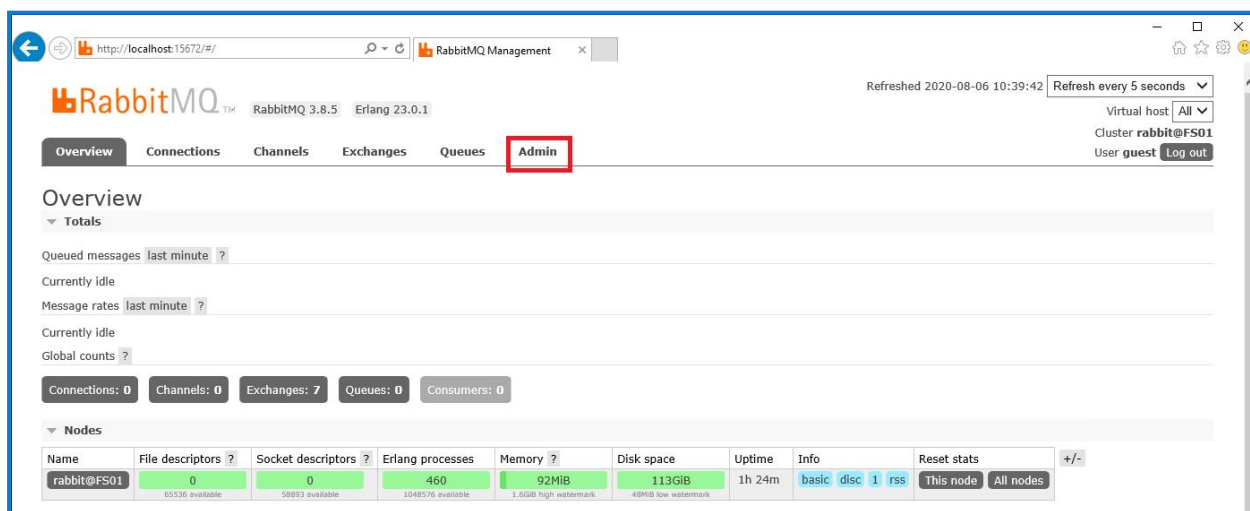 http://localhost:15672/#/
RabbitMQ Management
Refreshed 2020-08-06 10:39:42 Refresh every 5 seconds
RabbitMQ TM RabbitMQ 3.8.5 Erlang 23.0.1
Virtual host All
Cluster rabbit@FS01
User guest Log out
Overview Connections Channels Exchanges Queues Admin
Overview
Totals
Queued messages last minute ?
Currently idle
Message rates last minute ?
Currently idle
Global counts ?
Connections: 0 Channels: 0 Exchanges: 7 Queues: 0 Consumers: 0
Nodes
Name File descriptors ? Socket descriptors ? Erlang processes Memory ? Disk space Uptime Info Reset stats +/-
rabbit@FS01 0 0 460 92MiB 113GiB 1h 24m basic disc 1 rss This node All nodes
65536 available 58893 available 1048576 available 1.6GiB high watermark 48MiB low watermark